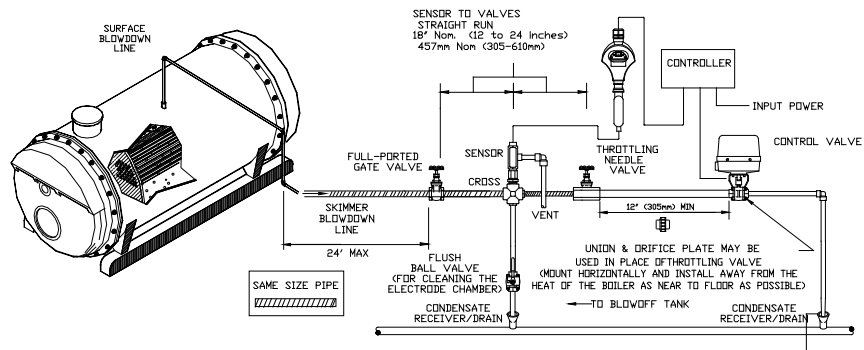 SENSOR TO VALVES
STRAIGHT RUN
18" Nom. (12 to 24 inches)
457mm Nom (305-610mm)
SURFACE
BLOWDOWN
LINE
CONTROLLER
INPUT POWER
CONTROL VALVE
FULL-PORTED
GATE VALVE
SENSOR
CROSS
THROTTLING
NEEDLE
VALVE
SKIMMER
BLOWDOWN
LINE
24' MAX
VENT
12" (305mm) MIN
FLUSH
BALL VALVE
(FOR CLEANING THE
ELECTRODE CHAMBER)
UNION & ORIFICE PLATE MAY BE
USED IN PLACE OFTHROTTLING VALVE
(MOUNT HORIZONTALLY AND INSTALL AWAY FROM THE
HEAT OF THE BOILER AS NEAR TO FLOOR AS POSSIBLE)
SAME SIZE PIPE
TO BLOWOFF TANK
CONDENSATE
RECEIVER/DRAIN
CONDENSATE
RECEIVER/DRAIN